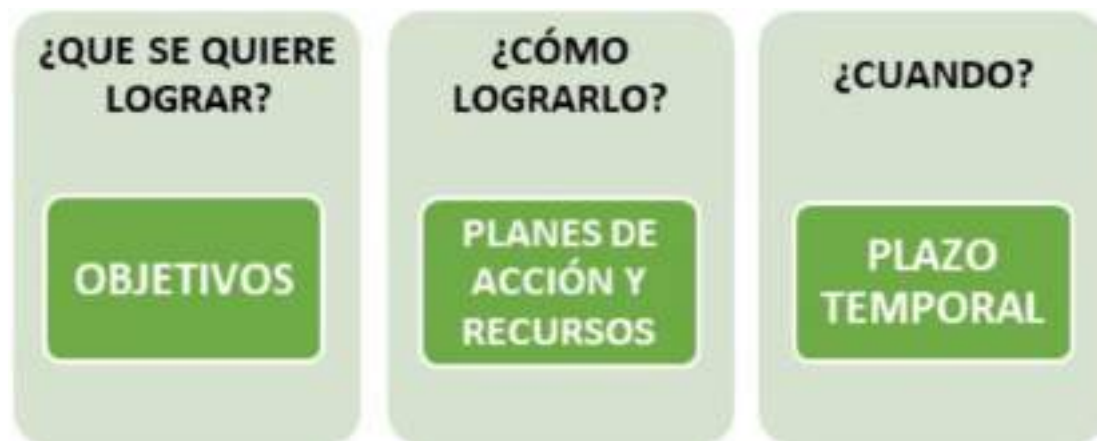 ¿QUE SE QUIERE
LOGRAR?
OBJETIVOS
¿CÓMO
LOGRARLO?
PLANES DE
ACCIÓN Y
RECURSOS
¿CUANDO?
PLAZO
TEMPORAL